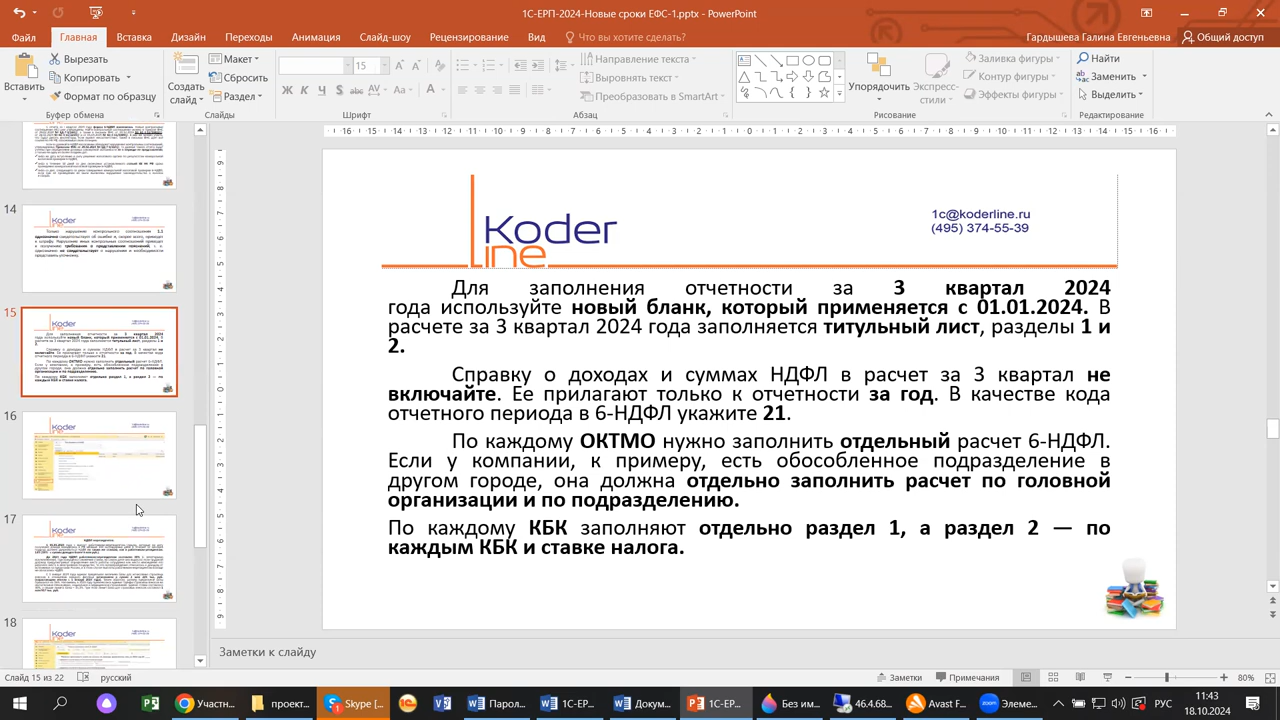 1С-ЕРП-2024-Новые сроки ЕФС-1.pptx - PowerPoint
Файл Главная Вставка Дизайн Переходы Анимация Слайд-шоу Рецензирование Вид Что вы хотите сделать? Гардышева Галина Евгеньевна Общий доступ
Вставить
Вырезать
Копировать
Формат по образцу
Буфер обмена
Создать слайд
Макет
Сбросить
Раздел
Слайды
15
Ж К Ч S abc AV Aa А
Шрифт
Направление текста
Выровнять текст
Преобразовать в SmartArt
Абзац
Упорядочить
Экспресс-стили
Заливка фигуры
Контур фигуры
Эффекты фигуры
Рисование
Найти
Заменить
Выделить
Редактирование
14
15
16
17
18
Koder
line
1c@koderline.ru
(495) 374-55-39
Для заполнения отчетности за 3 квартал 2024
года используйте новый бланк, который применяется с 01.01.2024. В
расчете за 3 квартал 2024 года заполняется титульный лист, разделы 1 и
2.
Справку о доходах и суммах НДФЛ в расчет за 3 квартал не
включайте. Ее прилагают только к отчетности за год. В качестве кода
отчетного периода в 6-НДФЛ укажите 21.
По каждому ОКТМО нужно заполнить отдельный расчет 6-НДФЛ.
Если у компании, к примеру, есть обособленное подразделение в
другом городе, она должна отдельно заполнить расчет по головной
организации и по подразделению.
По каждому КБК заполняют отдельно раздел 1, а раздел 2 — по
каждым КБК и ставке налога.
Заметки к слайду
Слайд 15 из 22 русский Заметки Примечания 80%
Участн... проект... Skype [... Парол... 1С-ЕР... Докум... 1С-ЕР... Без им... 46.4.68... Avast F... Элеме... РУС 11:43
18.10.2024